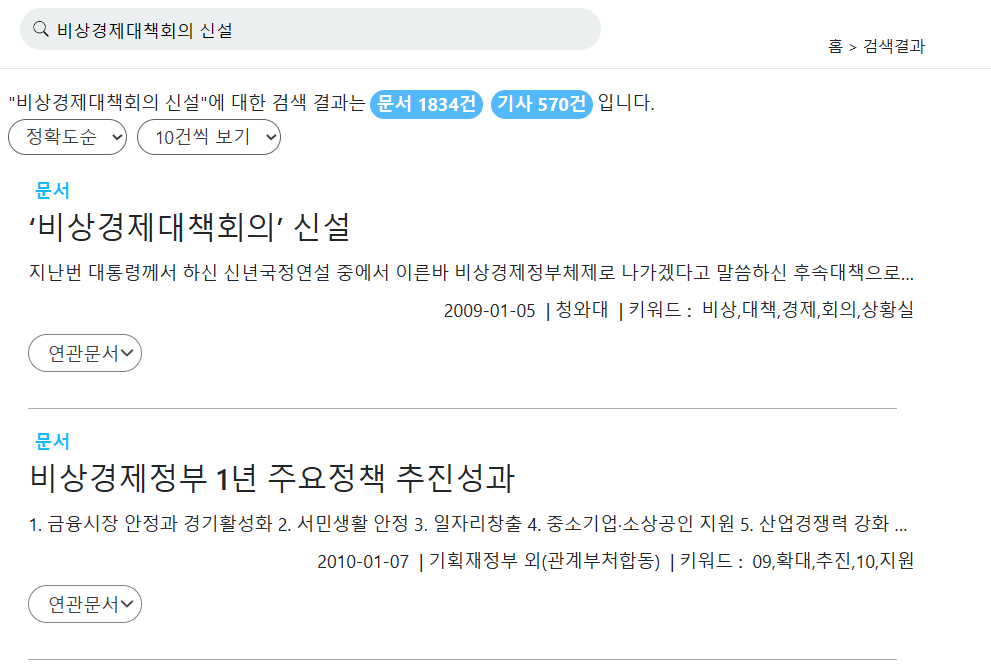 비상경제대책회의 신설
홈 > 검색결과
"비상경제대책회의 신설"에 대한 검색 결과는 문서 1834건 기사 570건 입니다.
정확도순 10건씩 보기
문서
‘비상경제대책회의’ 신설
지난번 대통령께서 하신 신년국정연설 중에서 이른바 비상경제정부체제로 나가겠다고 말씀하신 후속대책으로...
2009-01-05 | 청와대 | 키워드 : 비상,대책,경제,회의,상황실
연관문서
문서
비상경제정부 1년 주요정책 추진성과
1. 금융시장 안정과 경기활성화 2. 서민생활 안정 3. 일자리창출 4. 중소기업·소상공인 지원 5. 산업경쟁력 강화 ...
2010-01-07 | 기획재정부 외(관계부처합동) | 키워드 : 09,확대,추진,10,지원
연관문서